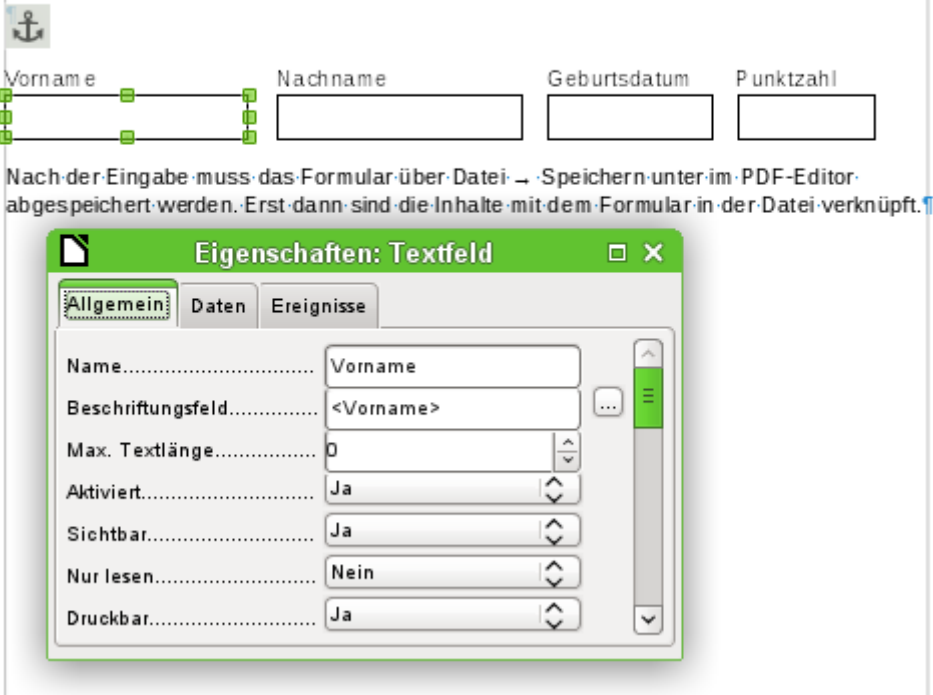 Vorname Nachname Geburtsdatum Punktzahl
Nach der Eingabe muss das Formular über Datei → Speichern unter im PDF-Editor
abgespeichert werden. Erst dann sind die Inhalte mit dem Formular in der Datei verknüpft.¶
Eigenschaften: Textfeld
Allgemein Daten Ereignisse
Name.............................. Vorname
Beschriftungsfeld.............. <Vorname> ...
Max. Textlänge................ 0
Aktiviert........................... Ja
Sichtbar.......................... Ja
Nur lesen......................... Nein
Druckbar.......................... Ja